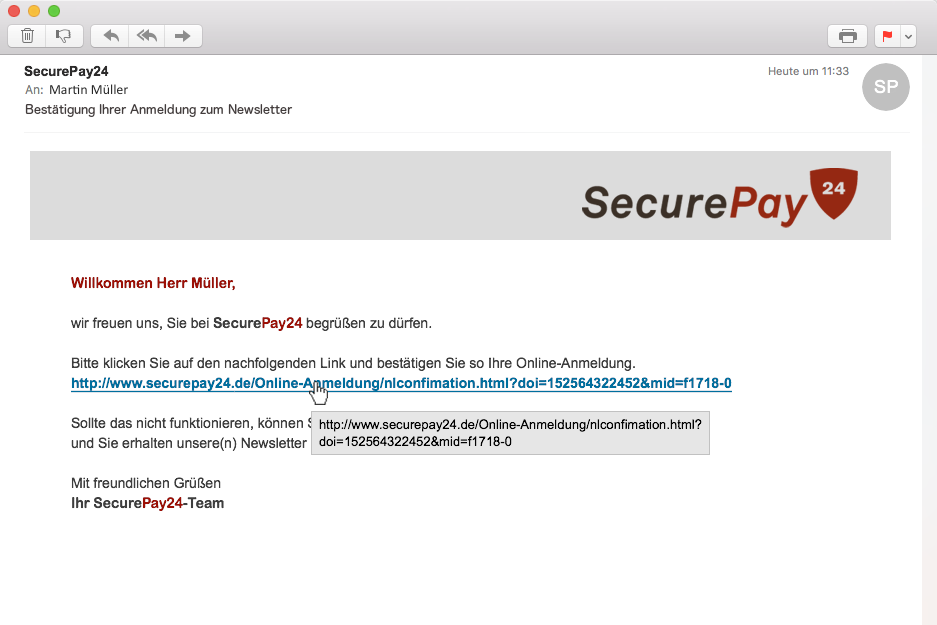 SecurePay24
An: Martin Müller
Bestätigung Ihrer Anmeldung zum Newsletter
Heute um 11:33
SP
SecurePay
24
Willkommen Herr Müller,
wir freuen uns, Sie bei SecurePay24 begrüßen zu dürfen.
Bitte klicken Sie auf den nachfolgenden Link und bestätigen Sie so Ihre Online-Anmeldung.
http://www.securepay24.de/Online-Anmeldung/nlconfimation.html?doi=152564322452&mid=f1718-0
Sollte das nicht funktionieren, können
und Sie erhalten unsere(n) Newsletter
http://www.securepay24.de/Online-Anmeldung/nlconfimation.html?
doi=152564322452&mid=f1718-0
Mit freundlichen Grüßen
Ihr SecurePay24-Team